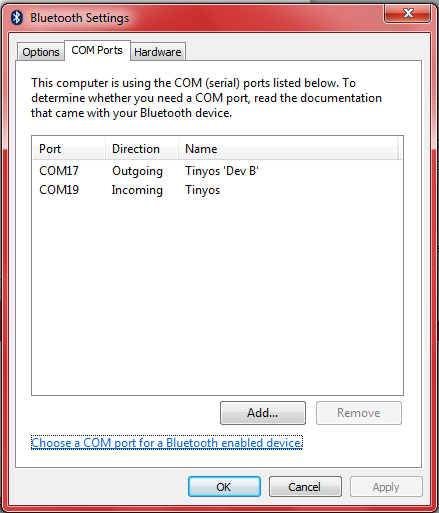 Bluetooth Settings
Options COM Ports Hardware
This computer is using the COM (serial) ports listed below. To
determine whether you need a COM port, read the documentation
that came with your Bluetooth device.
Port Direction Name
COM17 Outgoing Tinyos 'Dev B'
COM19 Incoming Tinyos
Add... Remove
Choose a COM port for a Bluetooth enabled device.
OK Cancel Apply